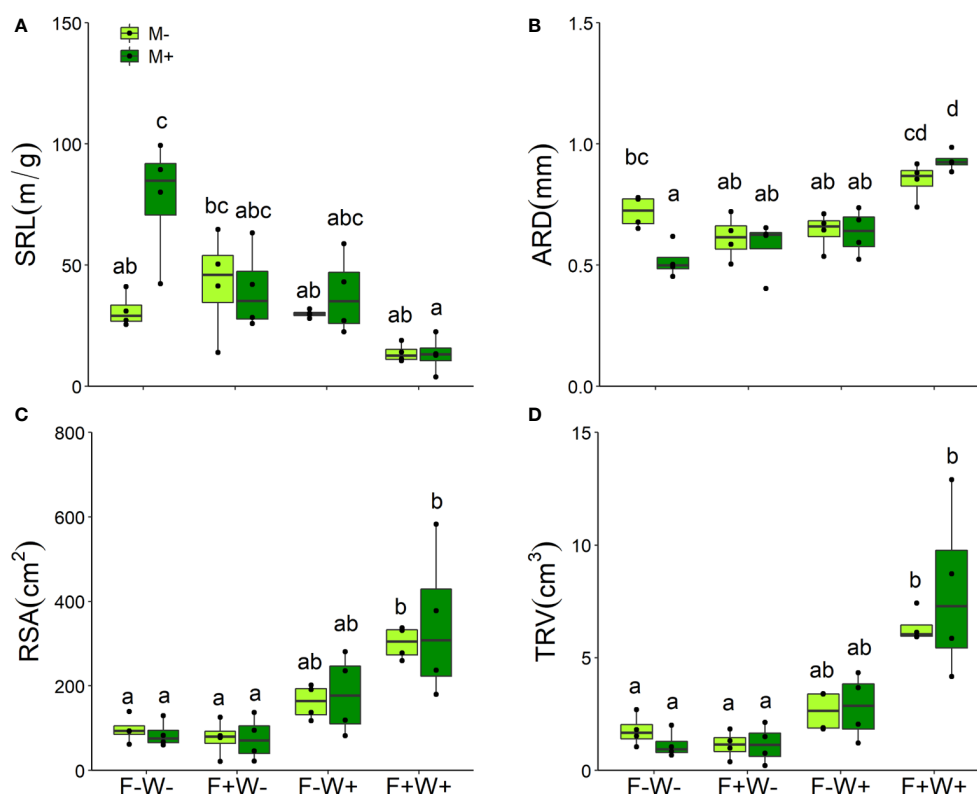 A
150
100
50
0
SRL(m/g)
M-
M+
ab
c
bc
abc
ab
abc
ab
a
B
1.5
1.0
0.5
0.0
ARD(mm)
bc
a
ab
ab
ab
ab
cd
d
C
800
600
400
200
0
RSA(cm²)
a
a
a
a
ab
ab
b
b
F-W-
F+W-
F-W+
F+W+
D
15
10
5
0
TRV(cm³)
a
a
a
a
ab
ab
b
b
F-W-
F+W-
F-W+
F+W+